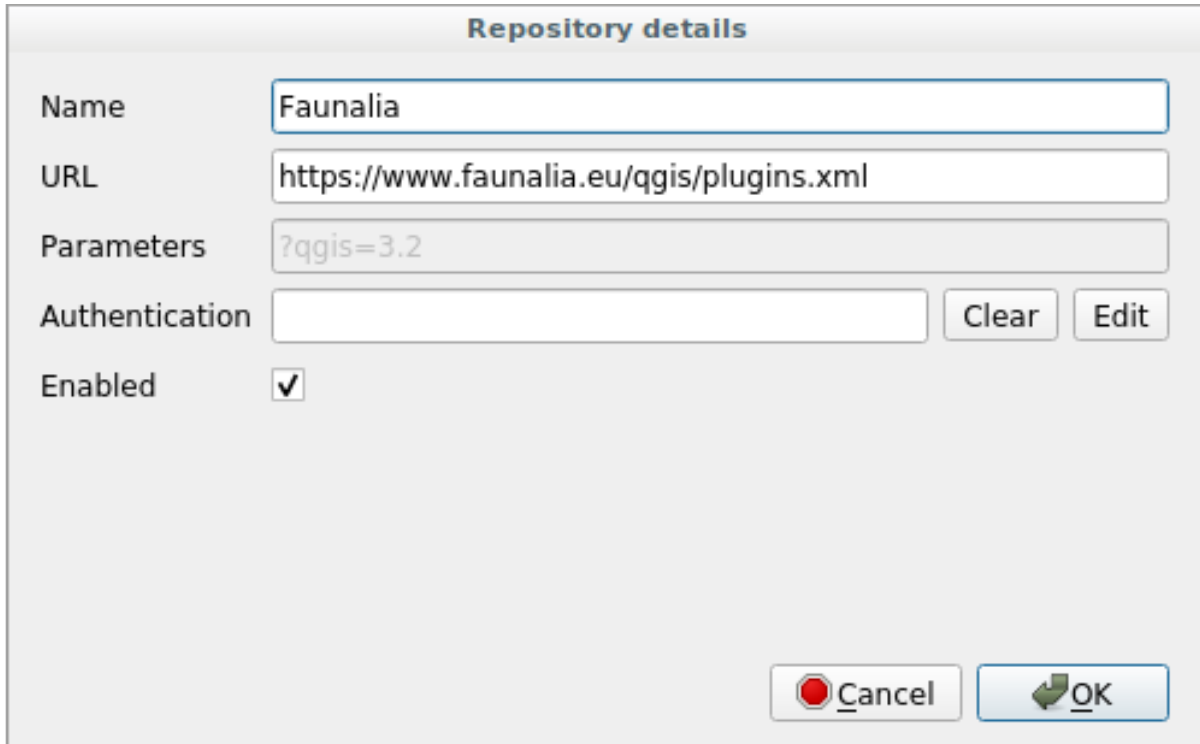 Repository details
Name Faunalia
URL https://www.faunalia.eu/qgis/plugins.xml
Parameters ?qgis=3.2
Authentication Clear Edit
Enabled
Cancel OK